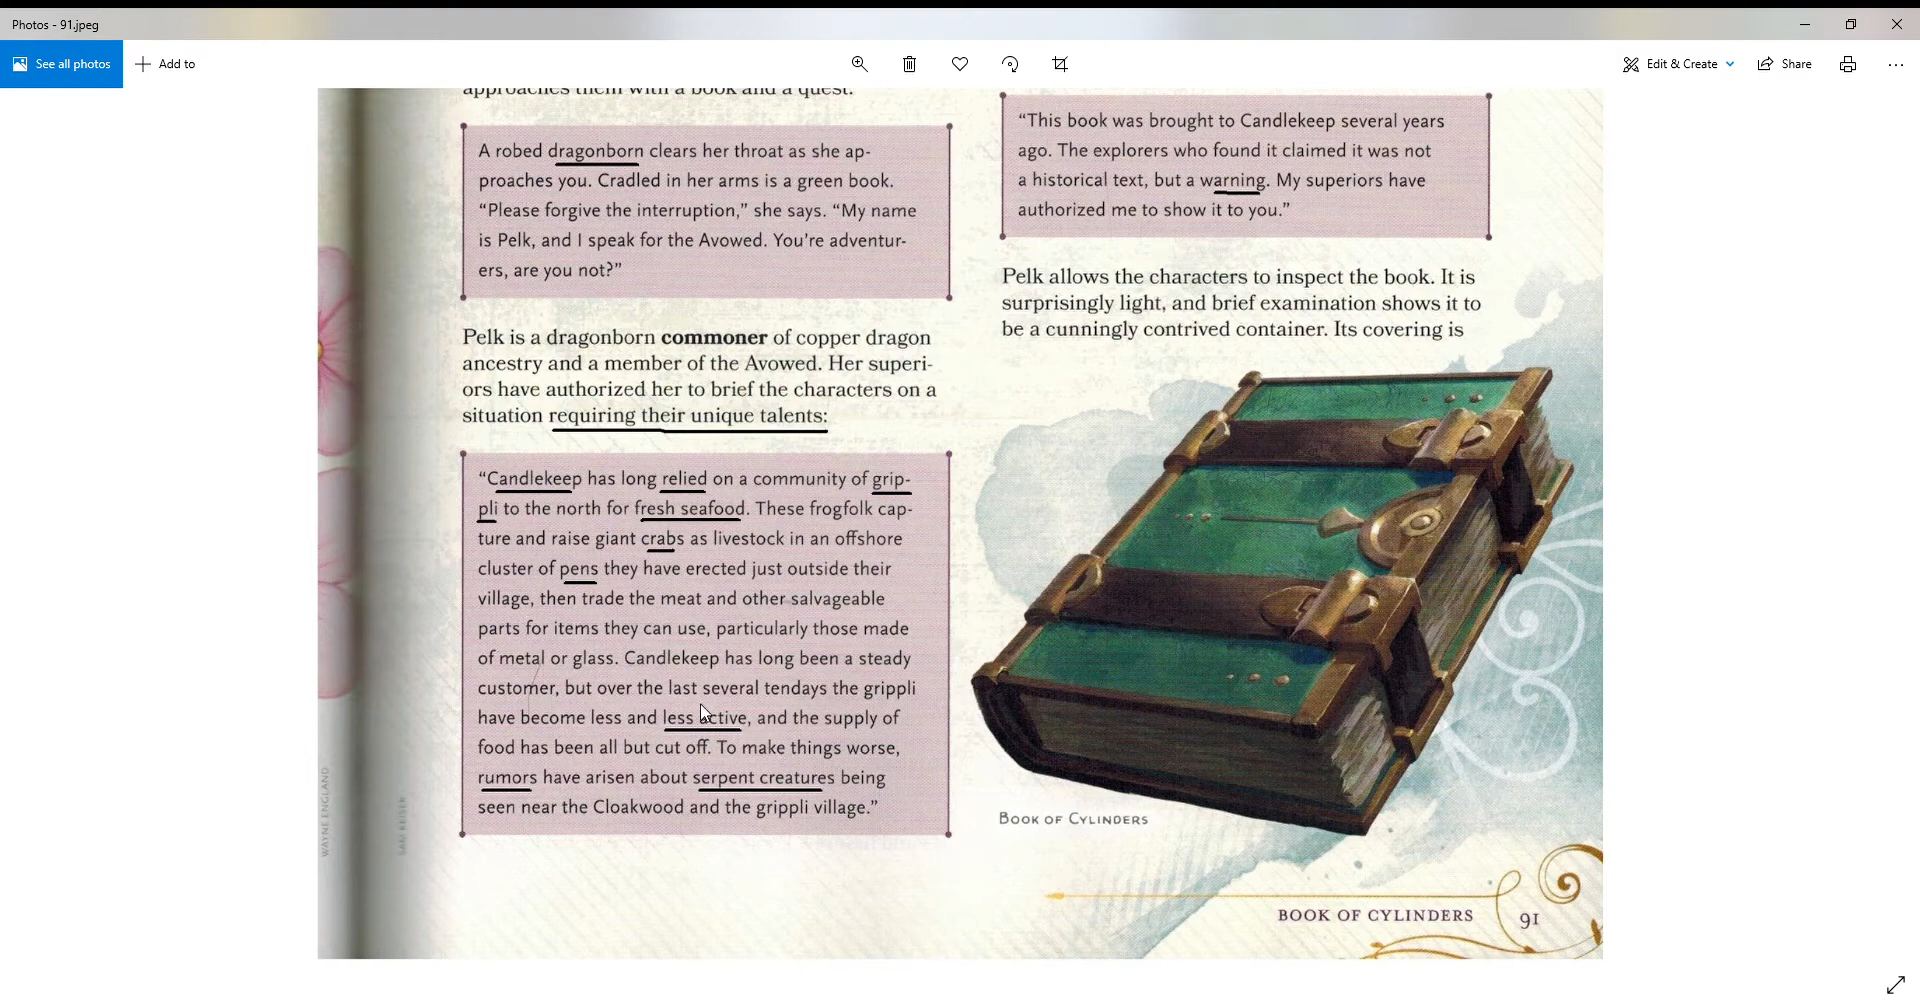 Photos - 91.jpeg
See all photos
Add to
Edit & Create
Share
approaches them with a book and a quest.
A robed dragonborn clears her throat as she ap-
proaches you. Cradled in her arms is a green book.
“Please forgive the interruption,” she says. “My name
is Pelk, and I speak for the Avowed. You’re adventur-
ers, are you not?”
Pelk is a dragonborn commoner of copper dragon
ancestry and a member of the Avowed. Her superi-
ors have authorized her to brief the characters on a
situation requiring their unique talents:
“Candlekeep has long relied on a community of grip-
pli to the north for fresh seafood. These frogfolk cap-
ture and raise giant crabs as livestock in an offshore
cluster of pens they have erected just outside their
village, then trade the meat and other salvageable
parts for items they can use, particularly those made
of metal or glass. Candlekeep has long been a steady
customer, but over the last several tendays the grippli
have become less and less active, and the supply of
food has been all but cut off. To make things worse,
rumors have arisen about serpent creatures being
seen near the Cloakwood and the grippli village.”
“This book was brought to Candlekeep several years
ago. The explorers who found it claimed it was not
a historical text, but a warning. My superiors have
authorized me to show it to you.”
Pelk allows the characters to inspect the book. It is
surprisingly light, and brief examination shows it to
be a cunningly contrived container. Its covering is
BOOK OF CYLINDERS
WAYNE ENGLAND
BOOK OF CYLINDERS
91